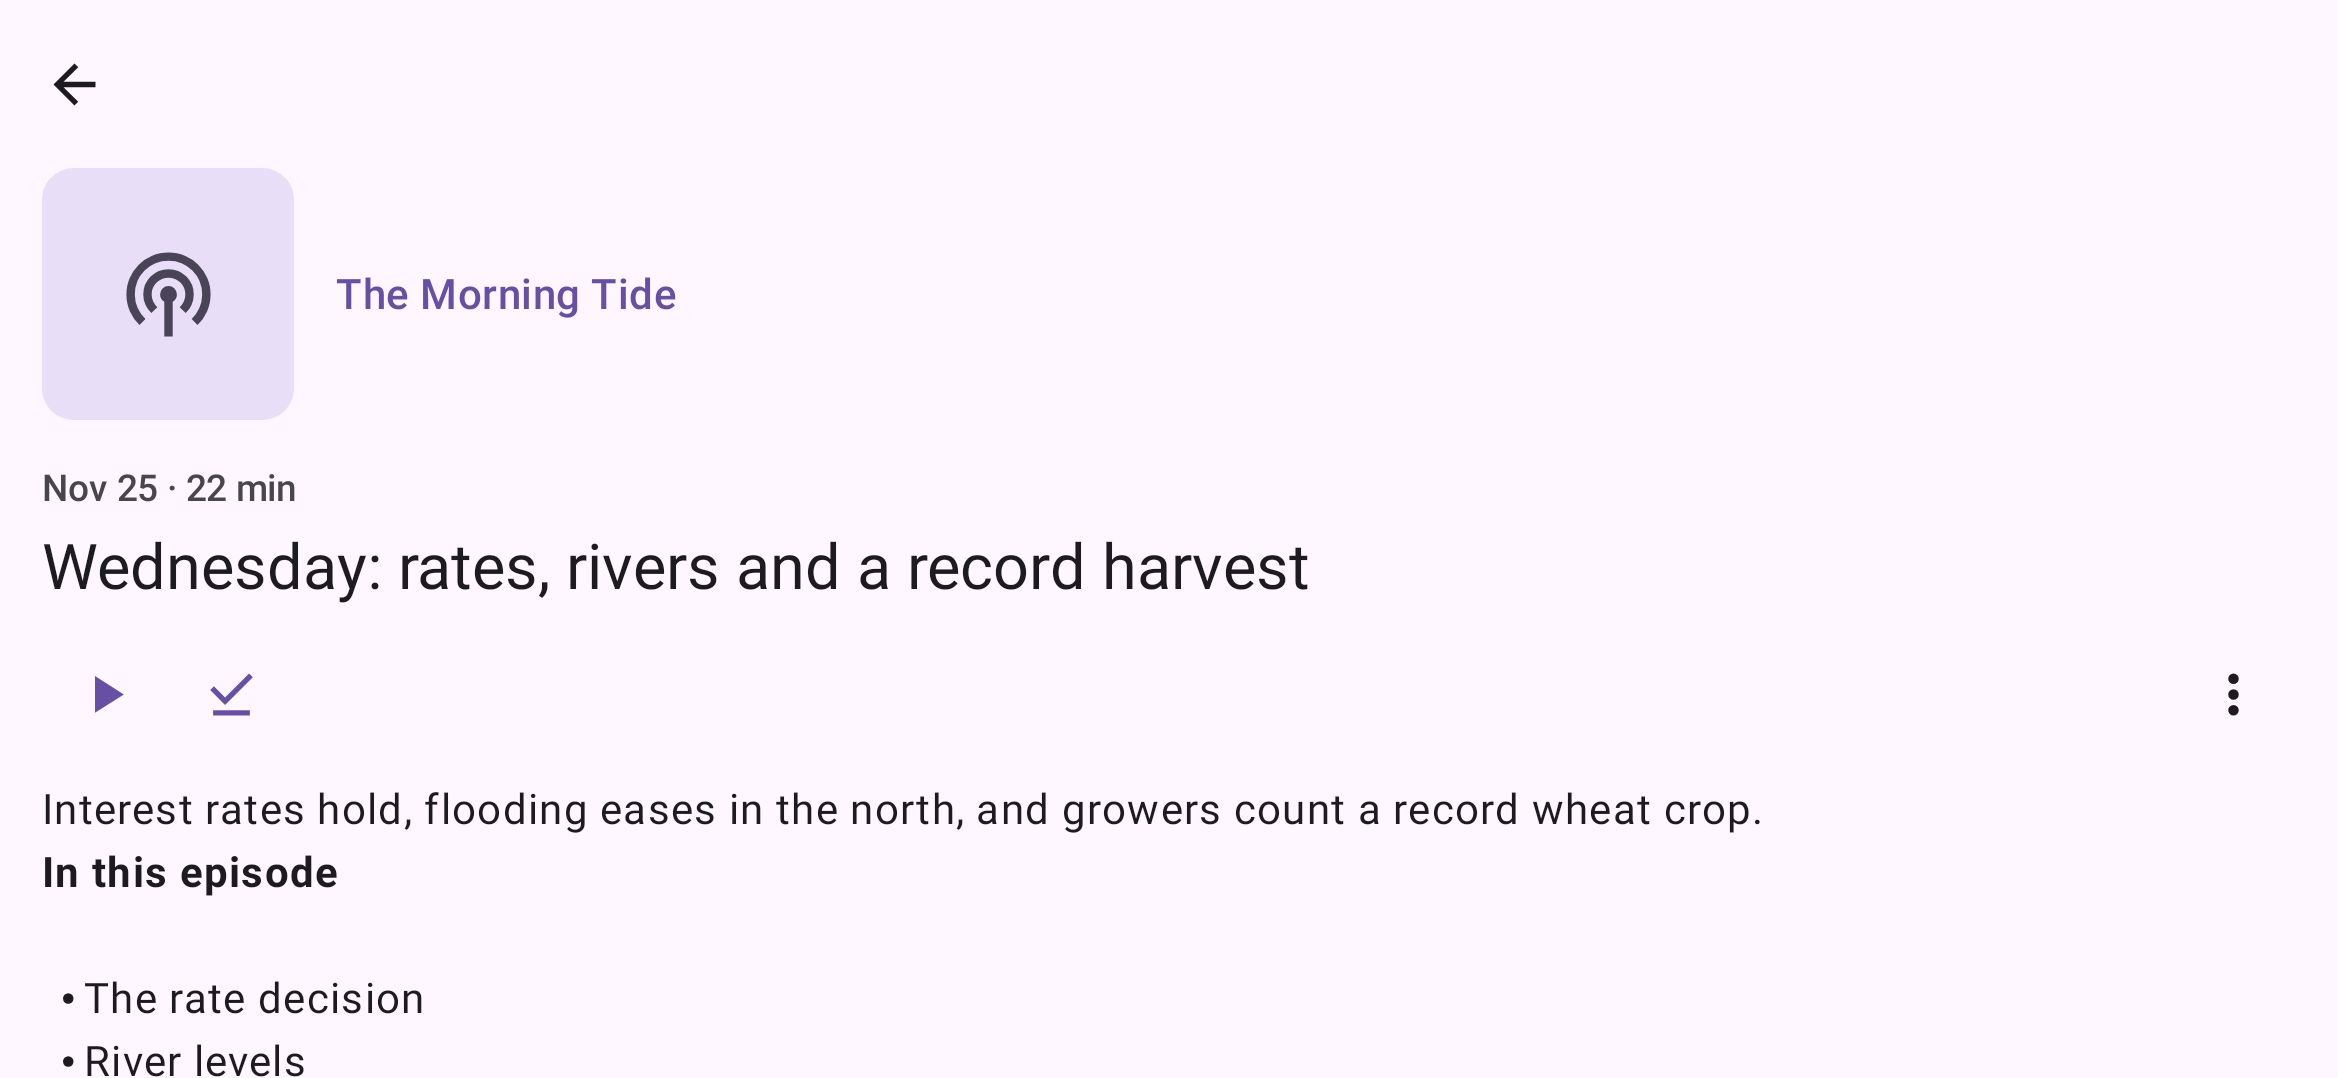 The Morning Tide
Nov 25 · 22 min
Wednesday: rates, rivers and a record harvest
Interest rates hold, flooding eases in the north, and growers count a record wheat crop.
In this episode
• The rate decision
• River levels